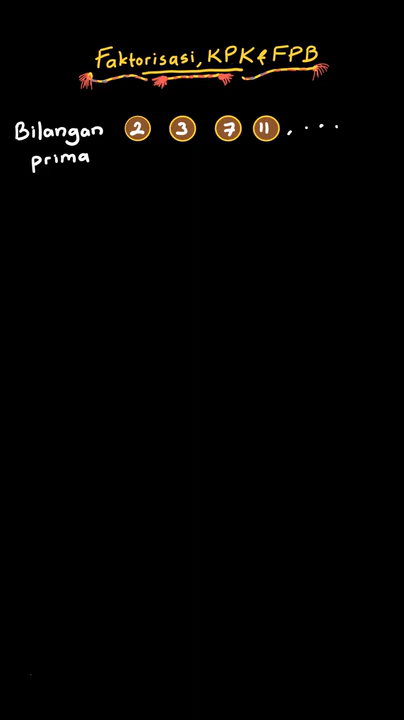 Faktorisasi, KPK & FPB
Bilangan 2 3 7 11, ...
prima